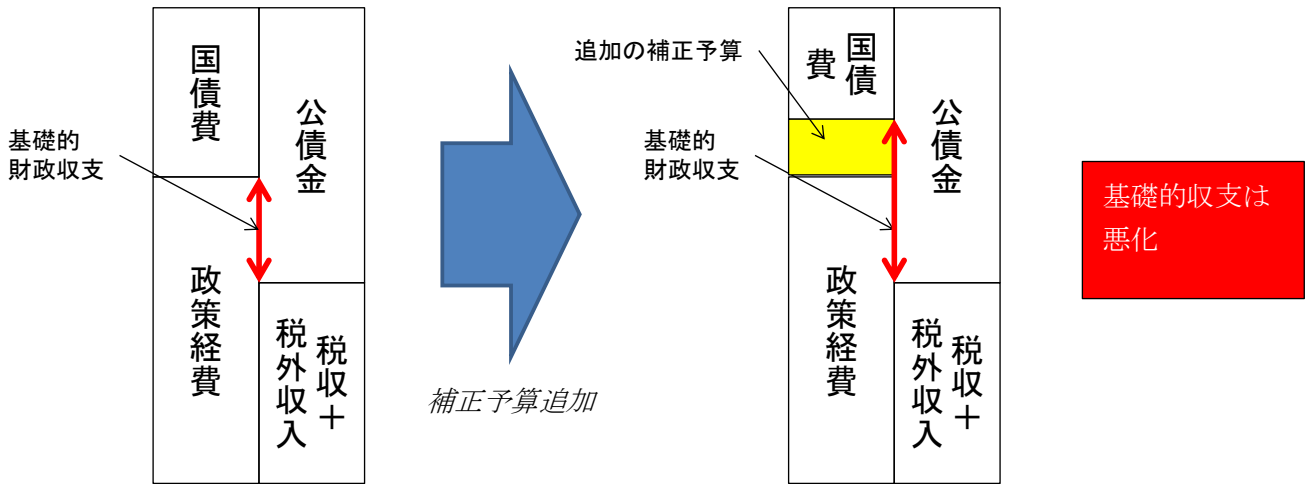 国債費
公債金
基礎的
財政収支
政策経費
税収＋
税外収入
補正予算追加
追加の補正予算
国債
費
公債金
基礎的
財政収支
政策経費
税収＋
税外収入
基礎的収支は
悪化